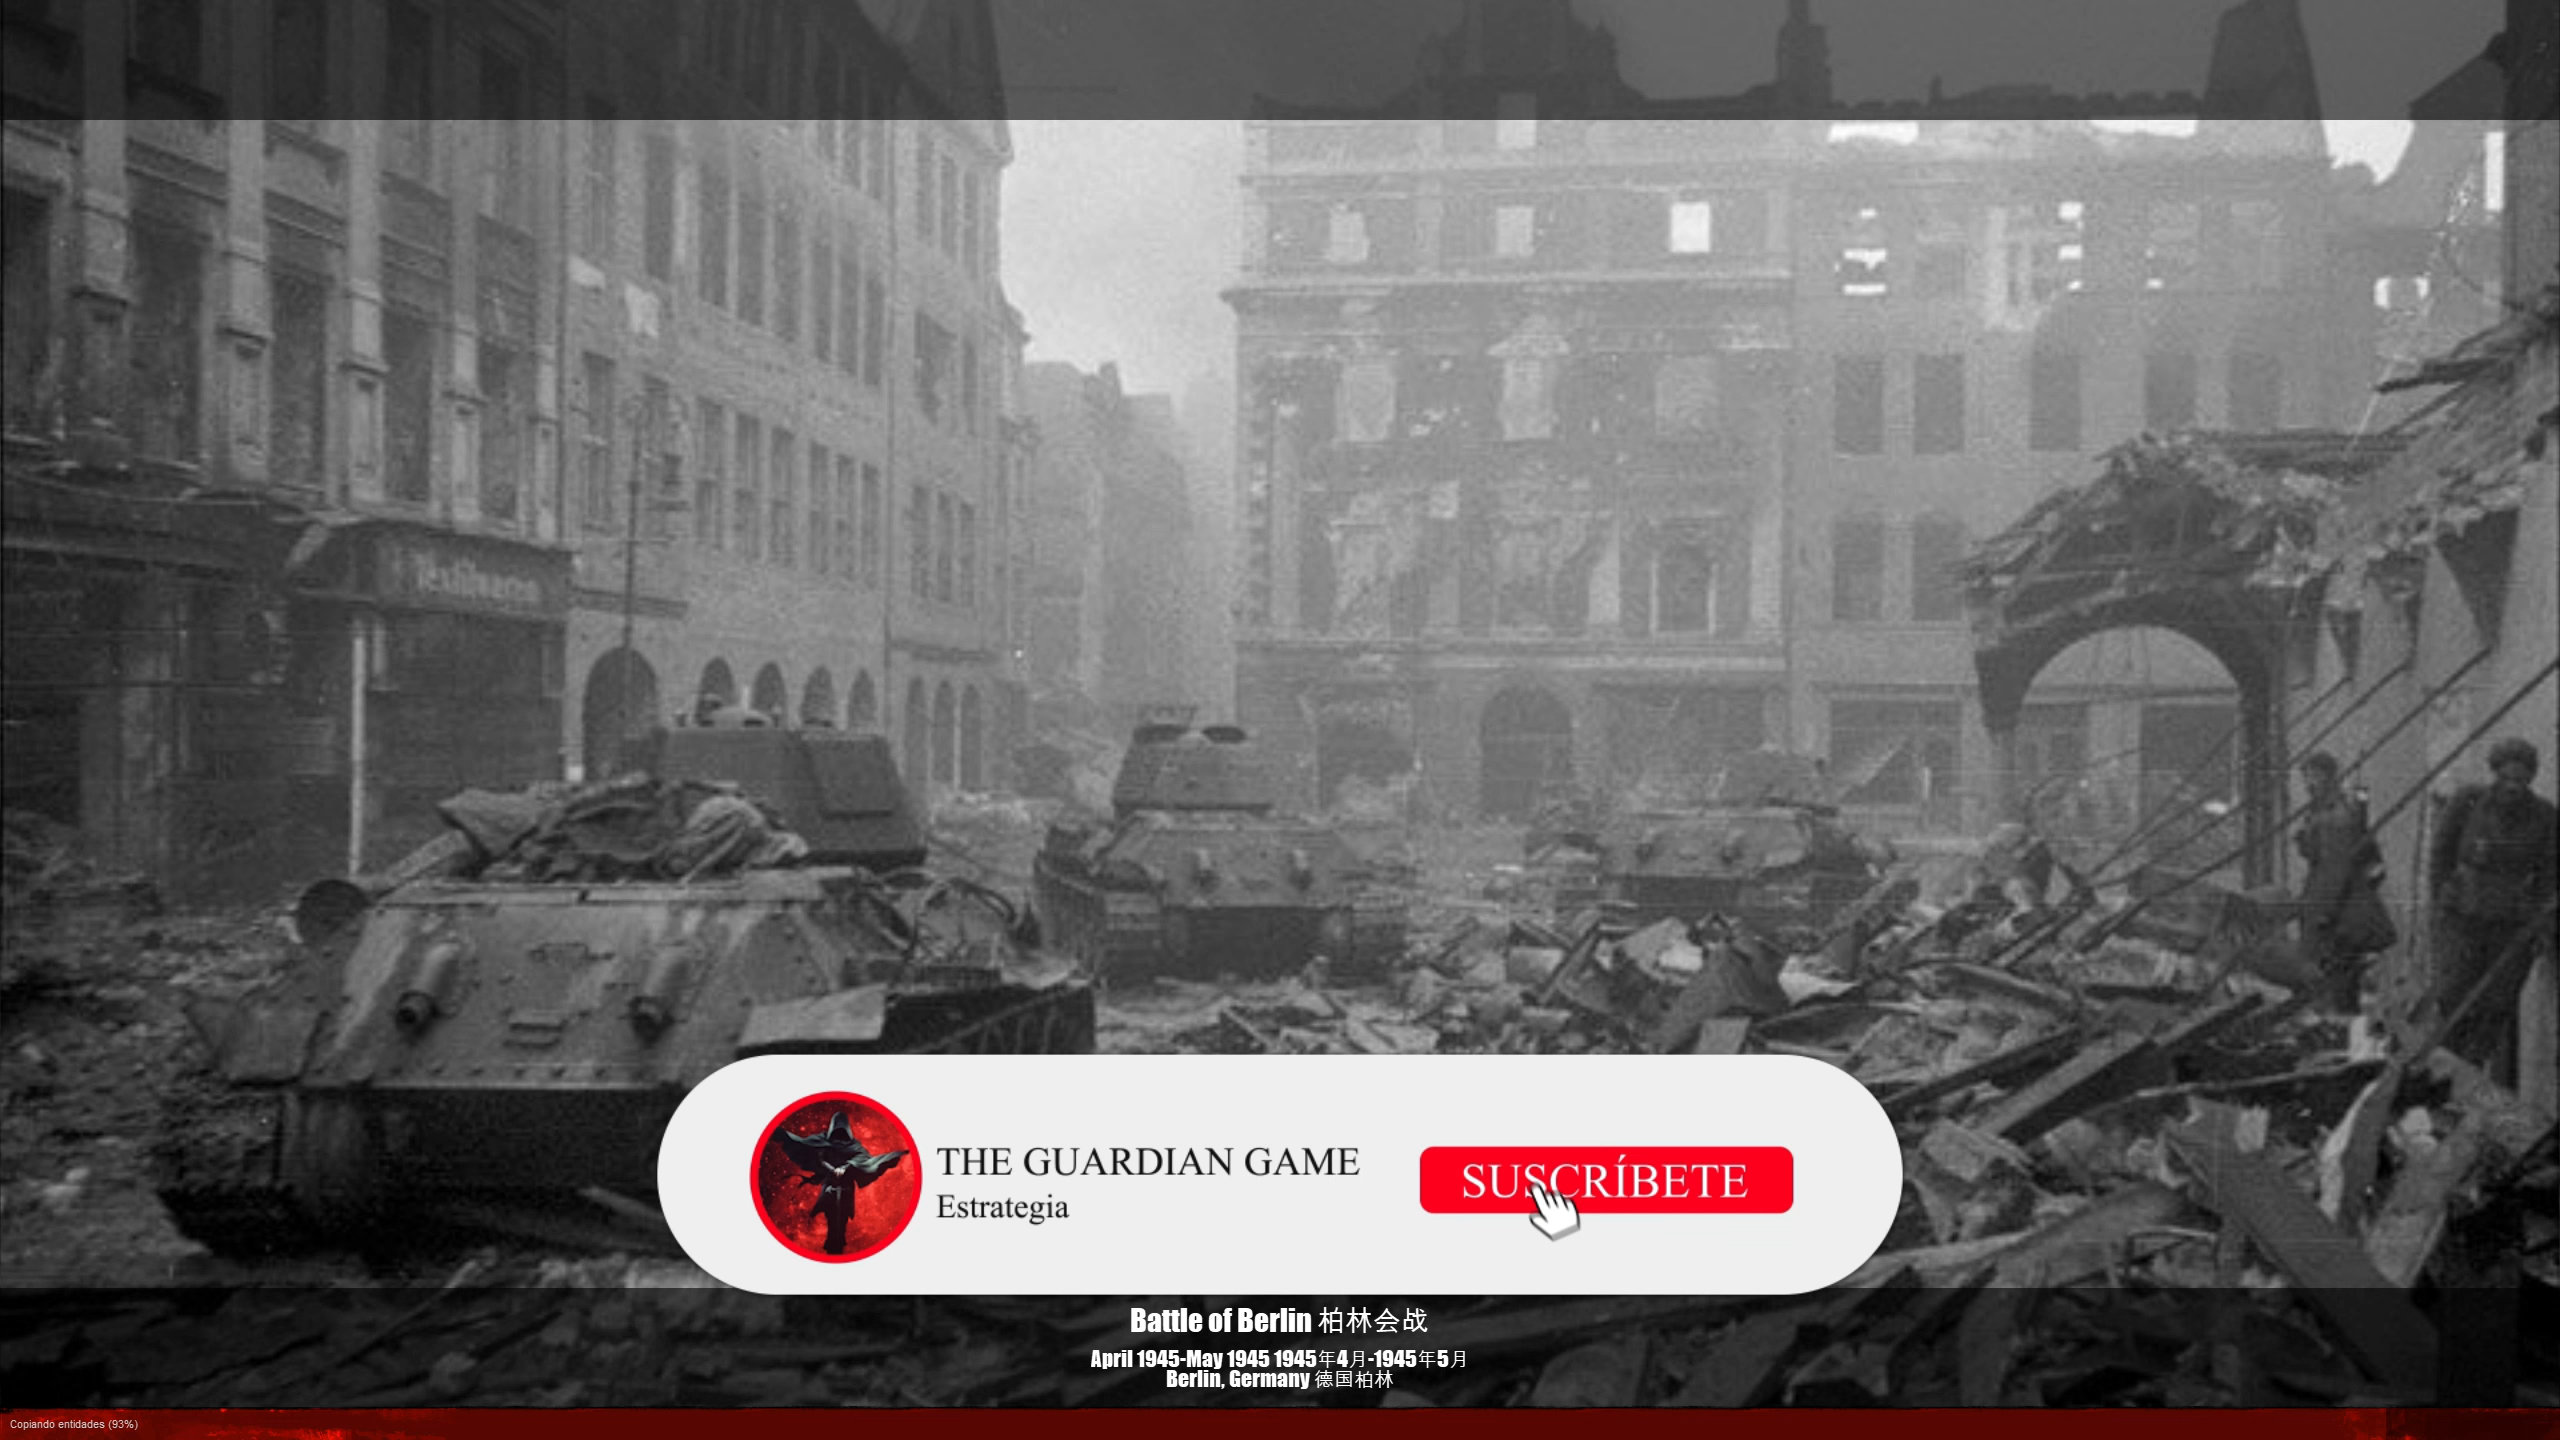 Textilwaren
THE GUARDIAN GAME
Estrategia
SUSCRÍBETE
Battle of Berlin 柏林会战
April 1945-May 1945 1945年4月-1945年5月
Berlin, Germany 德国柏林
Copiando entidades (93%)